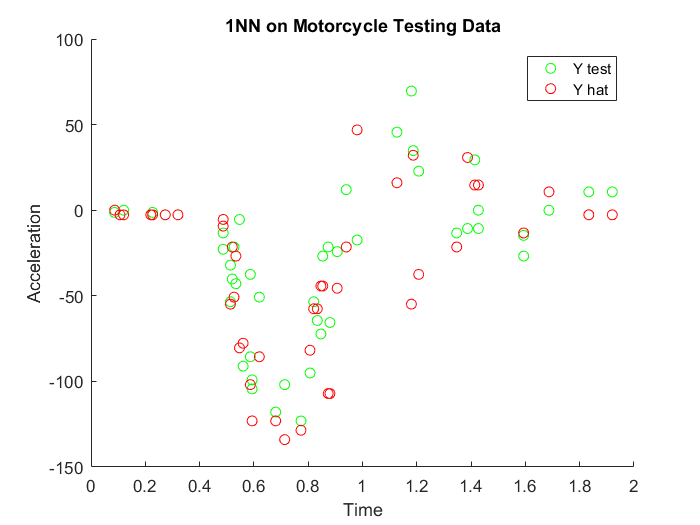 1NN on Motorcycle Testing Data
100
50
0
-50
-100
-150
Acceleration
Y test
Y hat
0 0.2 0.4 0.6 0.8 1 1.2 1.4 1.6 1.8 2
Time